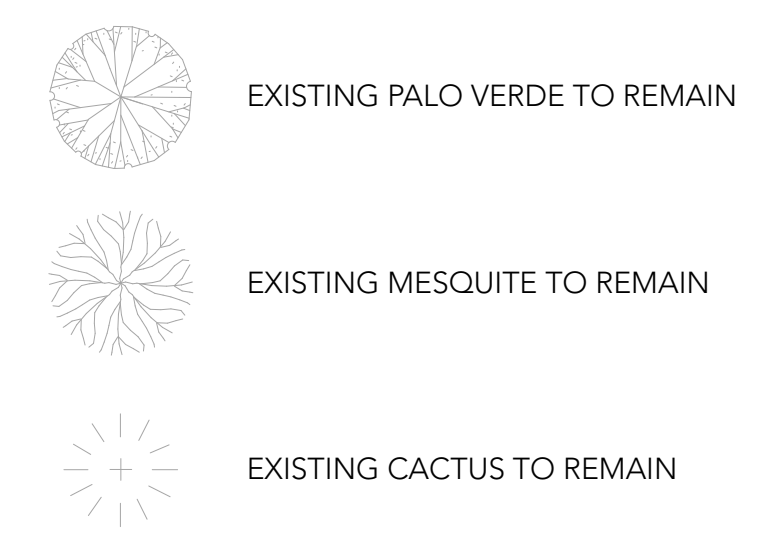 EXISTING PALO VERDE TO REMAIN
EXISTING MESQUITE TO REMAIN
EXISTING CACTUS TO REMAIN